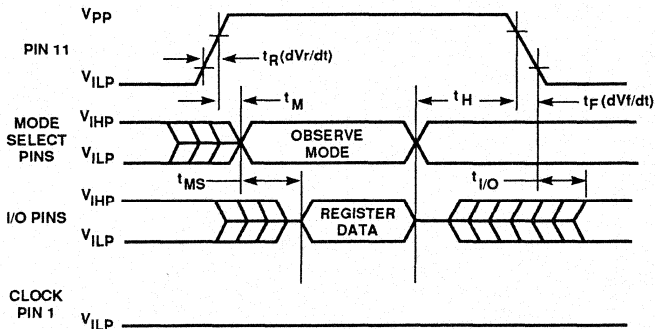 VPP
PIN 11
tR(dVr/dt)
VILP
tM
tH
tF(dVf/dt)
VIHP
MODE
SELECT
PINS
OBSERVE
MODE
VILP
tMS
tI/O
VIHP
I/O PINS
REGISTER
DATA
VILP
CLOCK
PIN 1
VILP